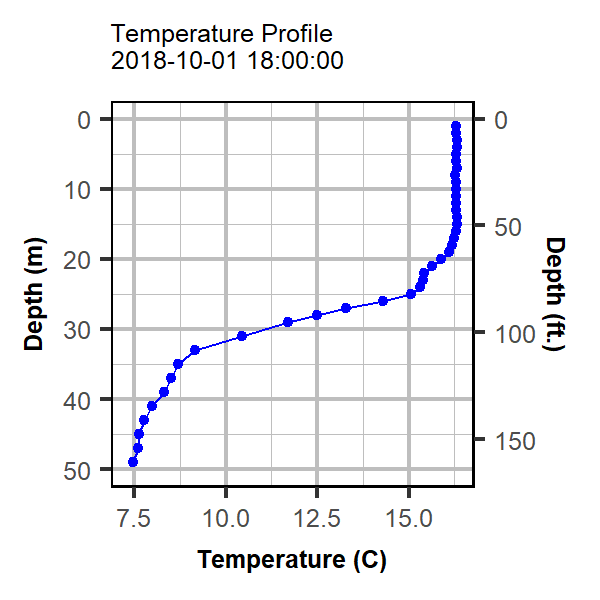 Temperature Profile
2018-10-01 18:00:00
0
10
20
30
40
50
Depth (m)
0
50
100
150
Depth (ft.)
7.5 10.0 12.5 15.0
Temperature (C)